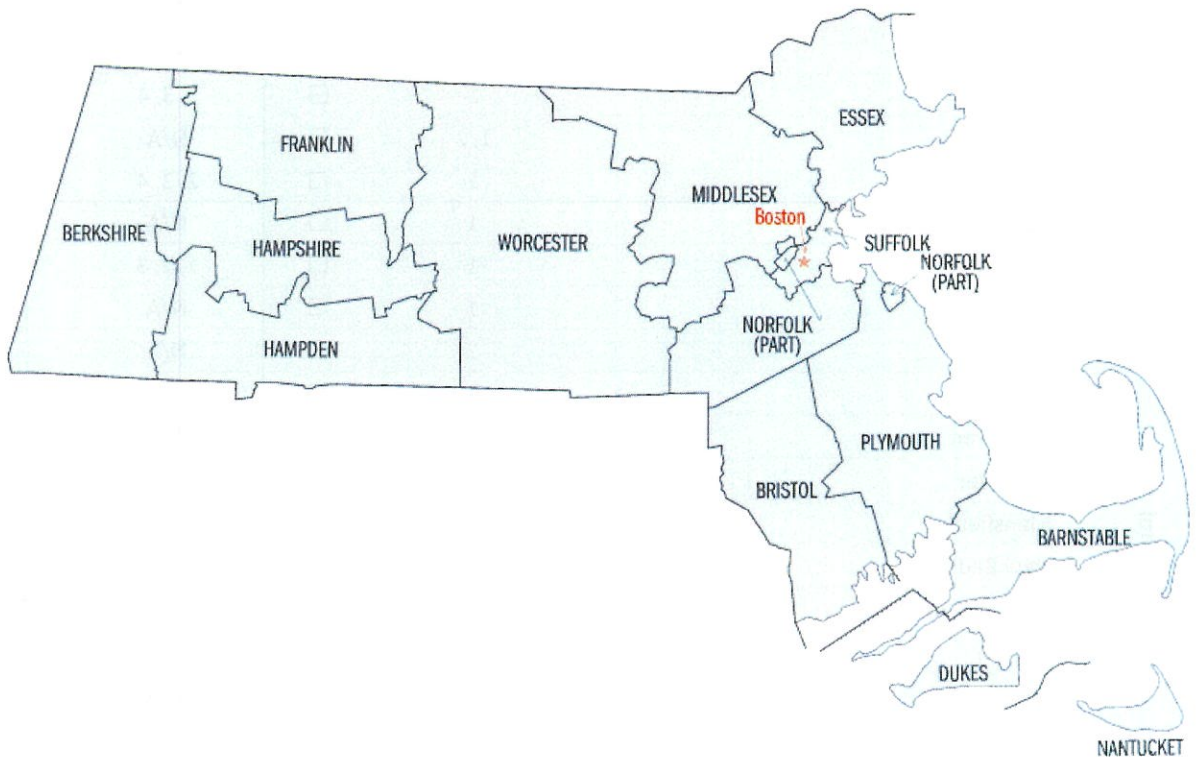 ESSEX
FRANKLIN
MIDDLESEX
Boston
BERKSHIRE
HAMPSHIRE
WORCESTER
SUFFOLK
NORFOLK
(PART)
NORFOLK
(PART)
HAMPDEN
PLYMOUTH
BRISTOL
BARNSTABLE
DUKES
NANTUCKET